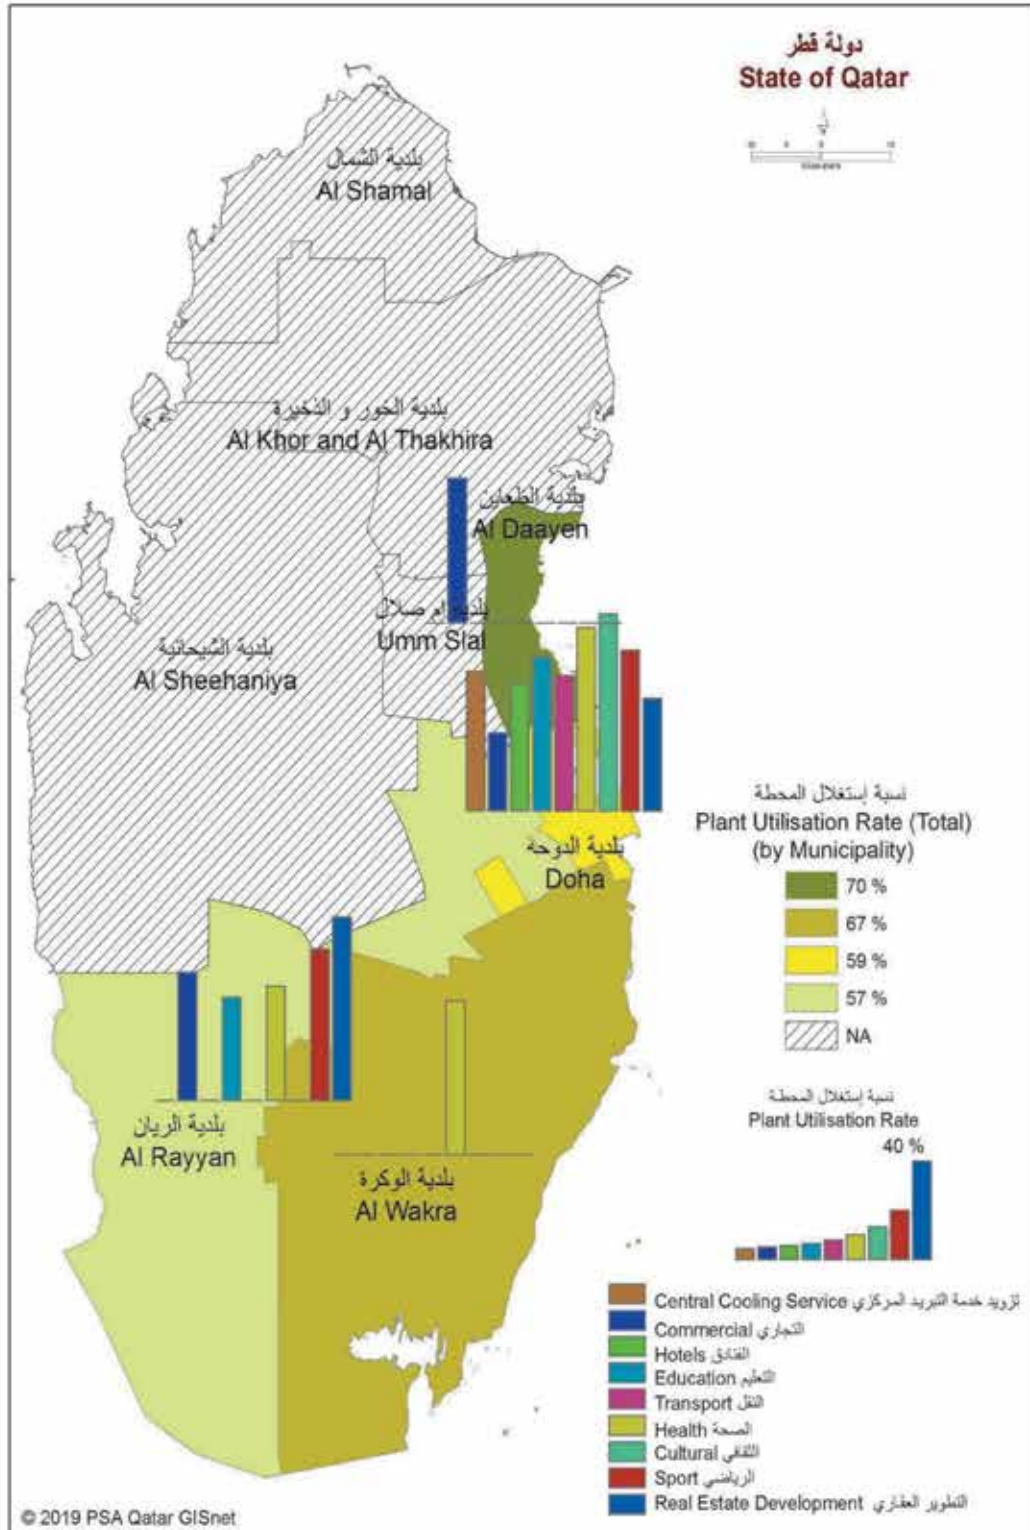 دولة قطر
State of Qatar
بلدية الشمال
Al Shamal
بلدية الخور و الذخيرة
Al Khor and Al Thakhira
بلدية الظعاين
Al Daayen
بلدية ام صلال
Umm Slal
بلدية الشيحانية
Al Sheehaniya
بلدية الدوحة
Doha
بلدية الريان
Al Rayyan
بلدية الوكرة
Al Wakra
نسبة إستغلال المحطة
Plant Utilisation Rate (Total)
(by Municipality)
70 %
67 %
59 %
57 %
NA
نسبة إستغلال المحطة
Plant Utilisation Rate
40 %
Central Cooling Service تزويد خدمة التبريد المركزي
Commercial التجاري
Hotels الفنادق
Education التعليم
Transport النقل
Health الصحة
Cultural الثقافي
Sport الرياضي
Real Estate Development التطوير العقاري
© 2019 PSA Qatar GISnet